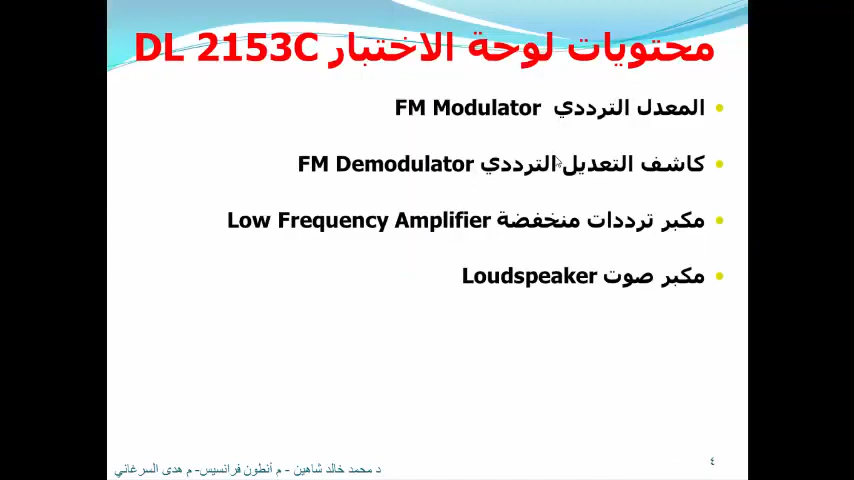 محتويات لوحة الاختبار DL 2153C
المعدل الترددي FM Modulator
كاشف التعديل الترددي FM Demodulator
مكبر ترددات منخفضة Low Frequency Amplifier
مكبر صوت Loudspeaker
د محمد خالد شاهين - م أنطون فرانسيس- م هدى السرغاني
٤